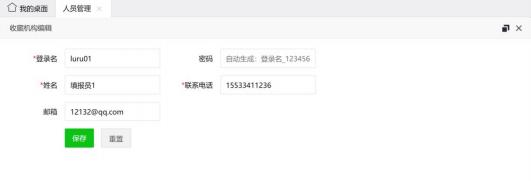 我的桌面 人员管理 ×
收藏机构编辑 ×
*登录名 luru01 密码 自动生成：登录名_123456
*姓名 填报员1 *联系电话 15533411236
邮箱 12132@qq.com
保存 重置